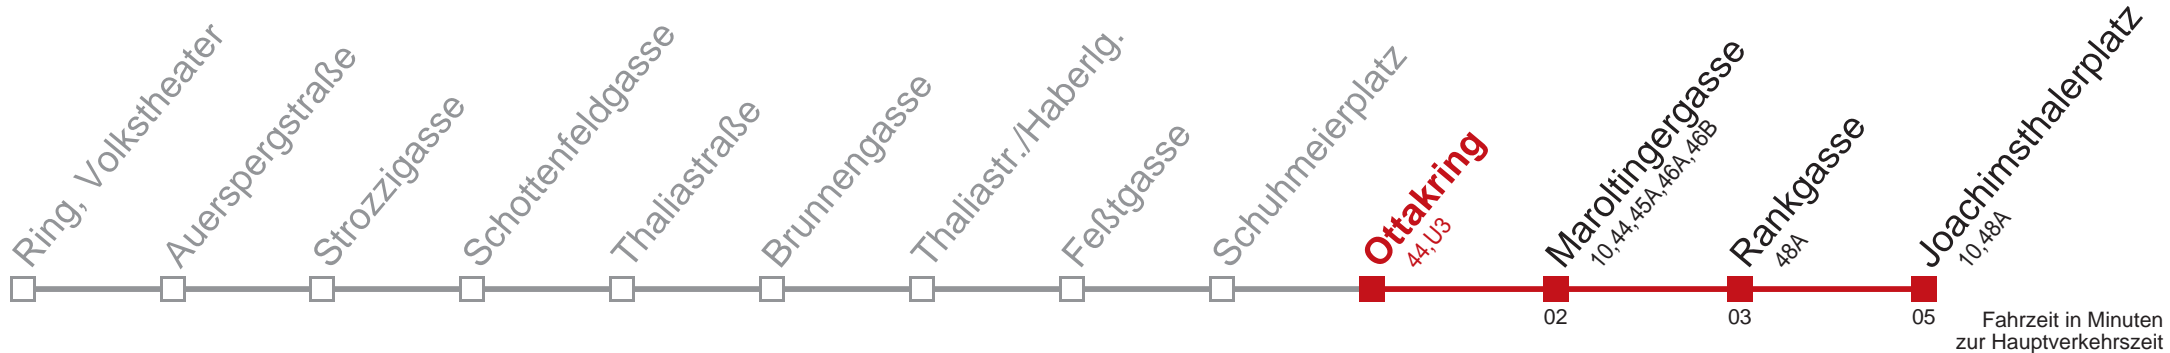 Ring, Volkstheater
Auerspergstraße
Strozzigasse
Schottenfeldgasse
Thaliastraße
Brunnengasse
Thaliastr./Haberlg.
Feßtgasse
Schuhmeierplatz
Ottakring
44,U3
Maroltingergasse
10,44,45A,46A,46B
Rankgasse
48A
Joachimsthalerplatz
10,48A
02
03
05
Fahrzeit in Minuten
zur Hauptverkehrszeit